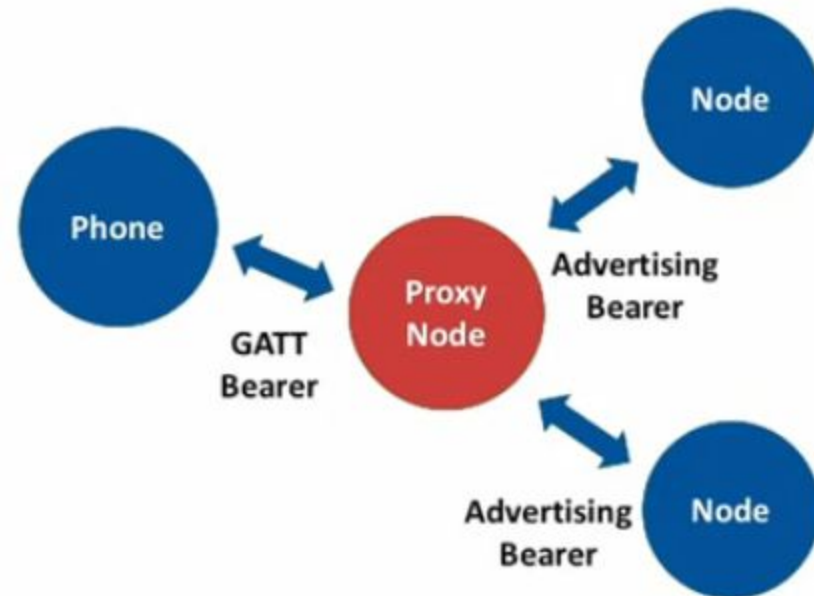 Node
Phone
Advertising
Bearer
Proxy
Node
GATT
Bearer
Advertising
Bearer
Node